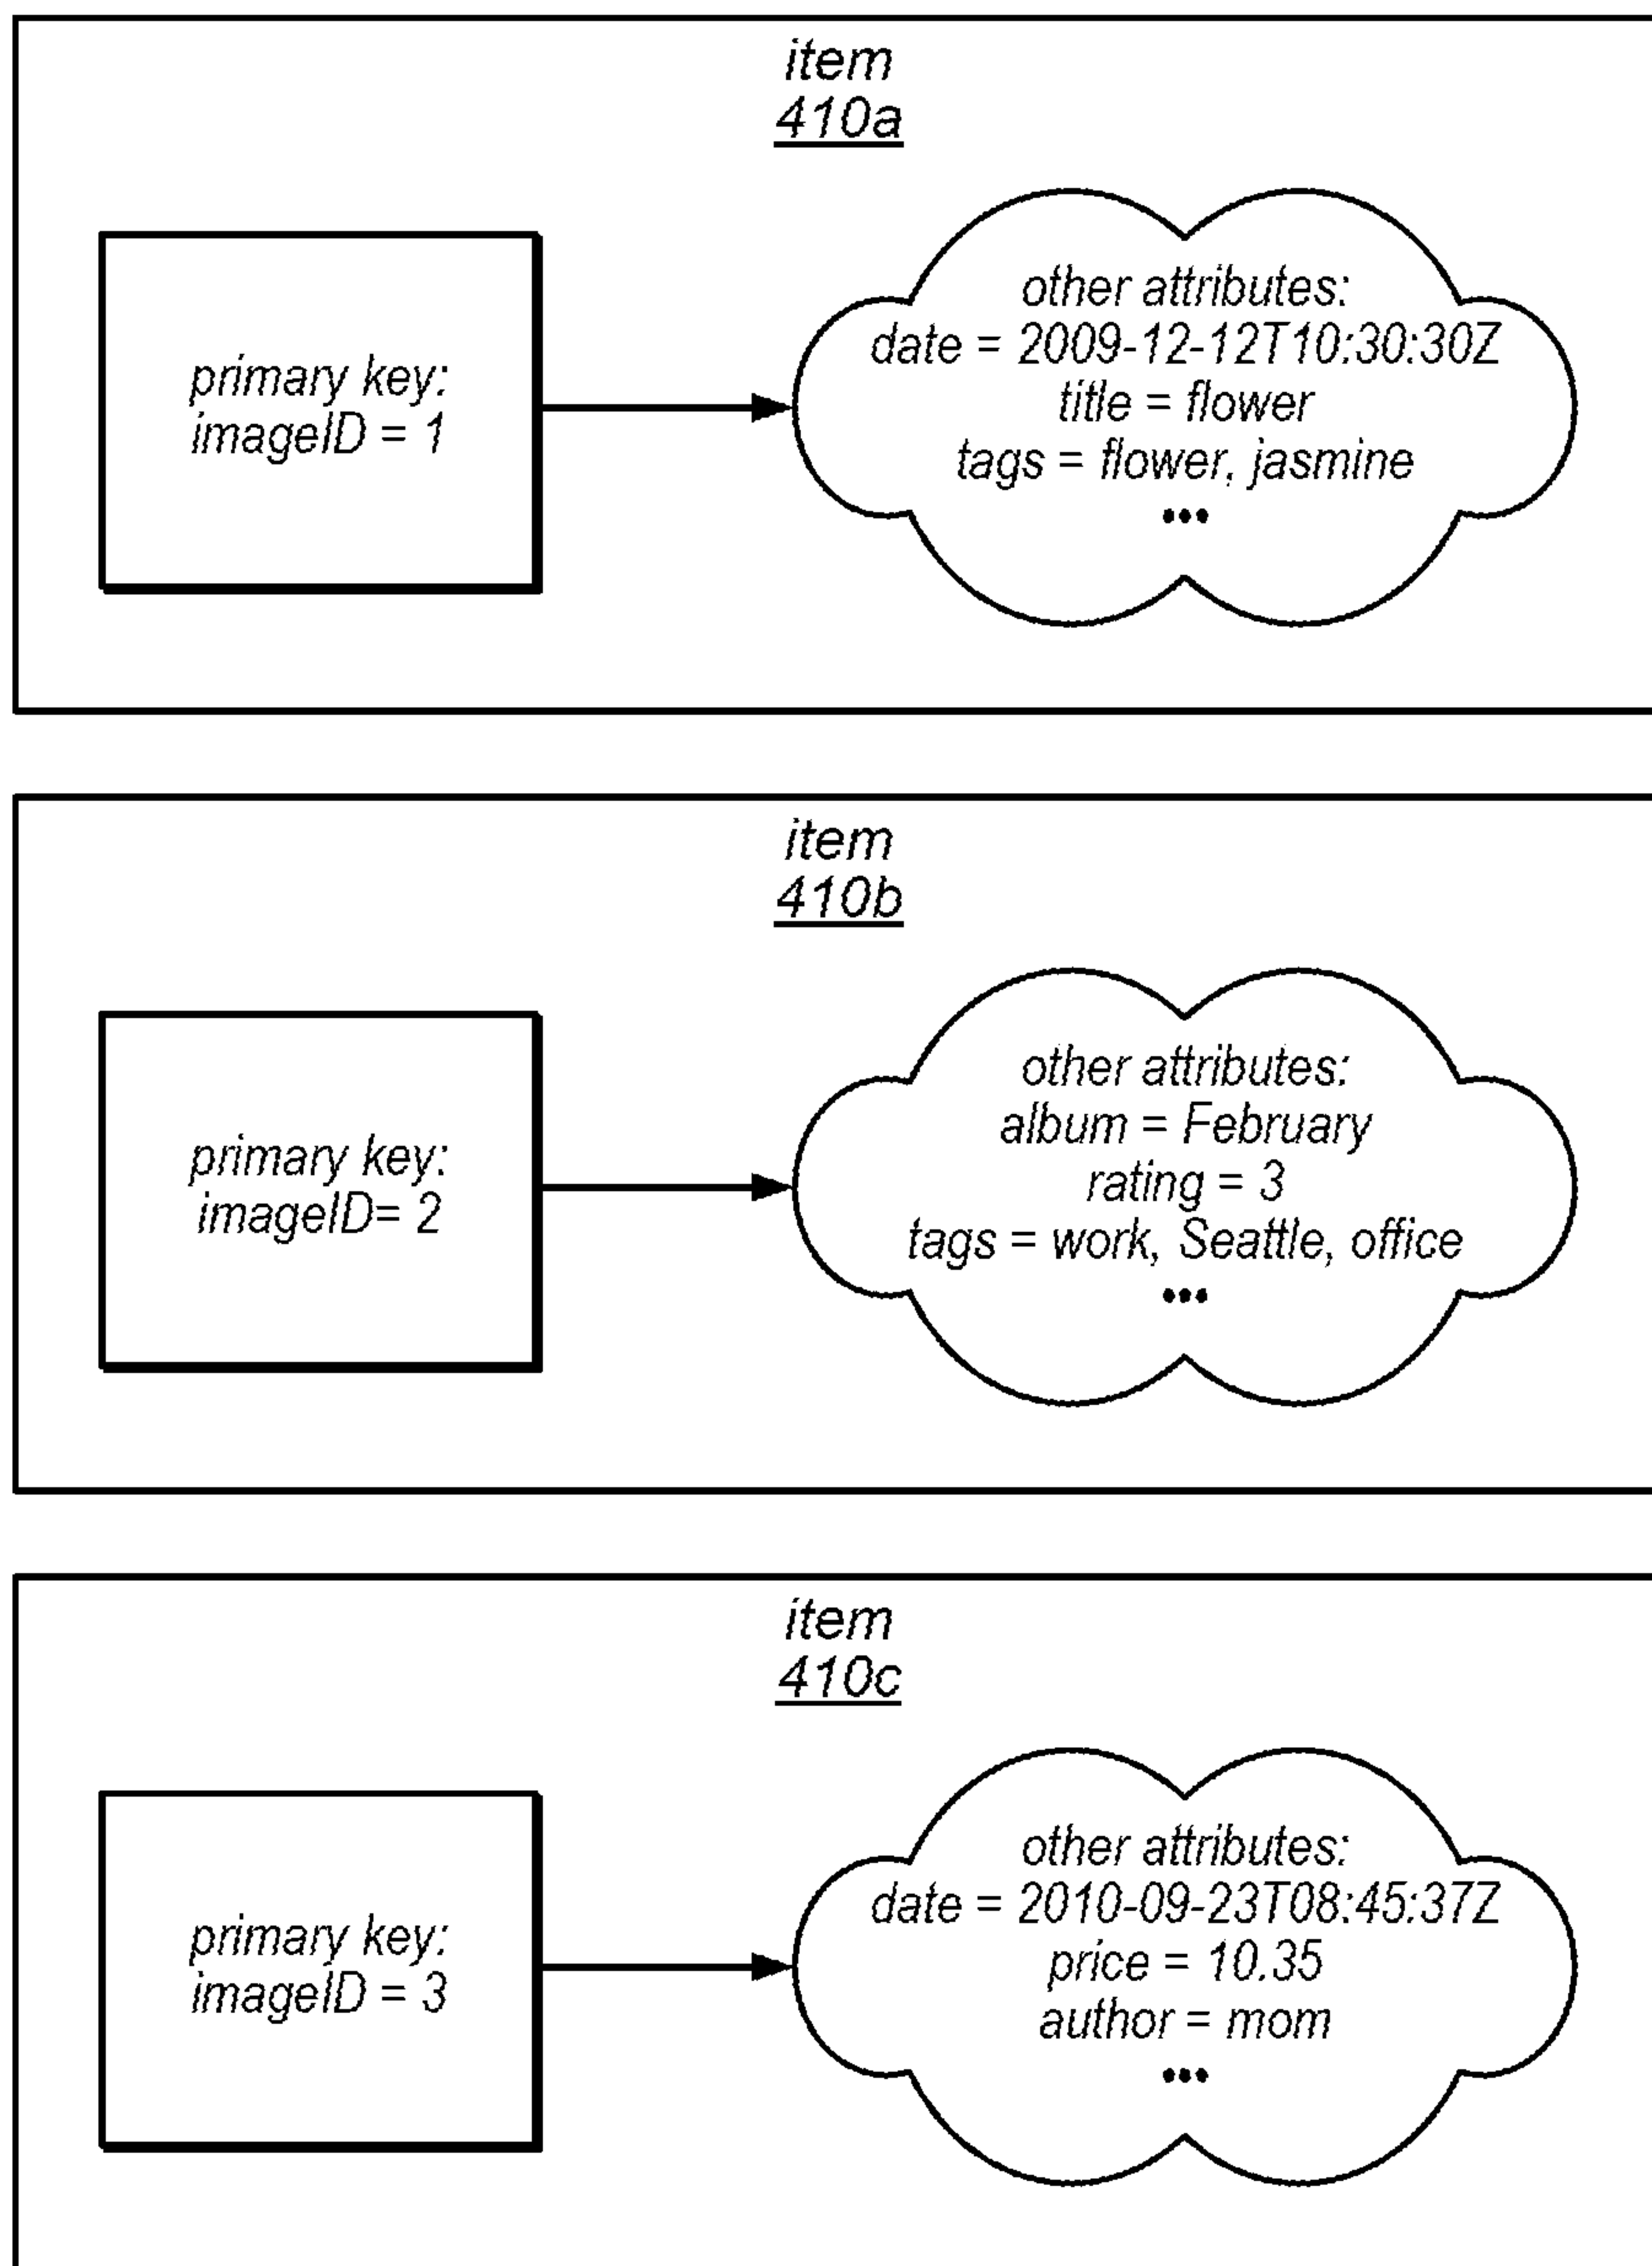 item
410a
primary key:
imageID = 1
other attributes:
date = 2009-12-12T10:30:30Z
title = flower
tags = flower, jasmine
•••
item
410b
primary key:
imageID= 2
other attributes:
album = February
rating = 3
tags = work, Seattle, office
•••
item
410c
primary key:
imageID = 3
other attributes:
date = 2010-09-23T08:45:37Z
price = 10.35
author = mom
•••